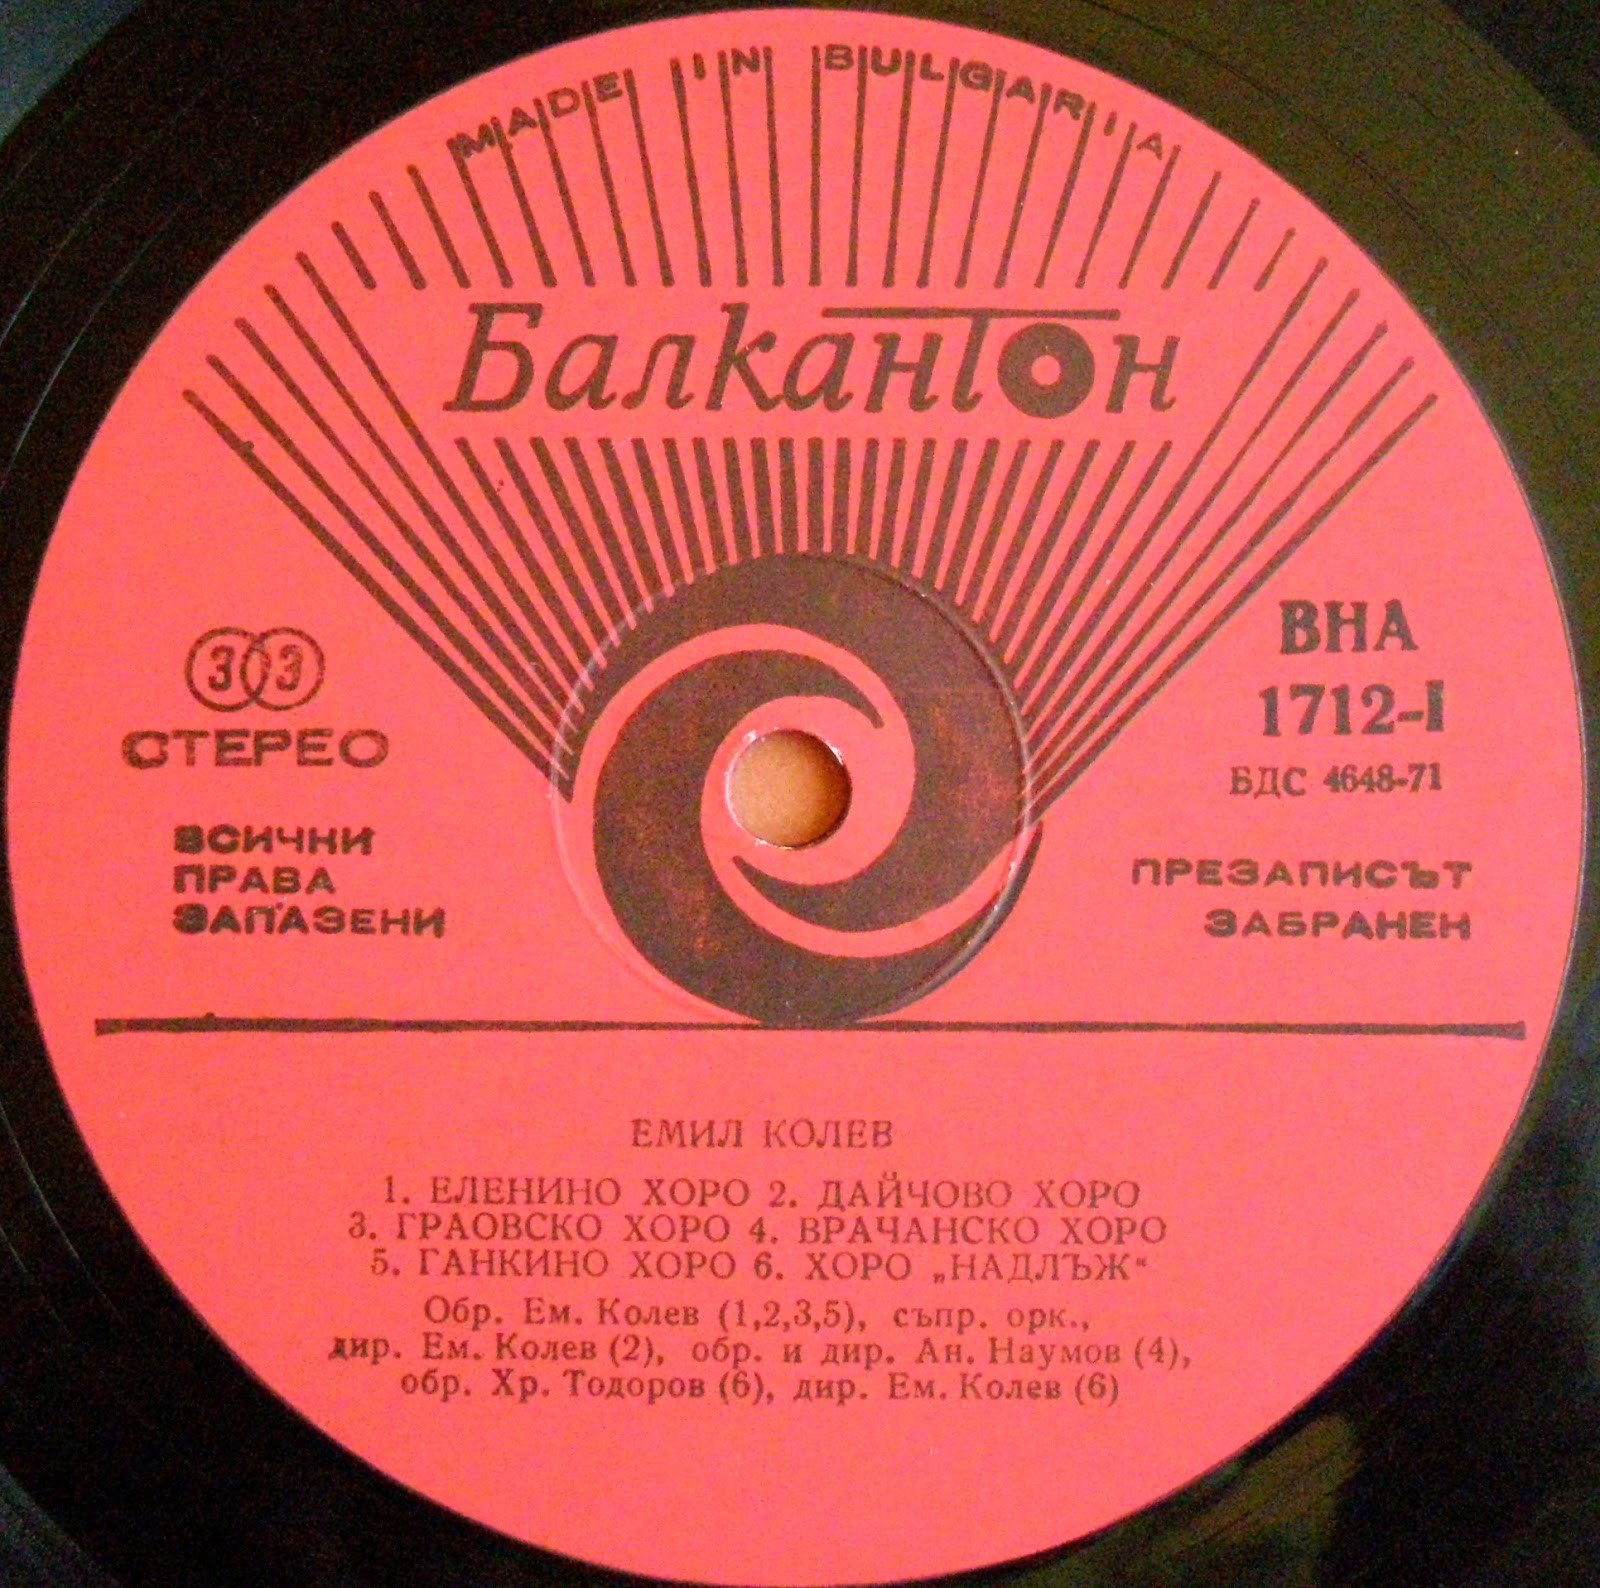 MADE IN BULGARIA
Балкантон
33
СТЕРЕО
ВСИЧКИ
ПРАВА
ЗАПАЗЕНИ
ВНА
1712-I
БДС 4648-71
ПРЕЗАПИСЪТ
ЗАБРАНЕН
ЕМИЛ КОЛЕВ
1. ЕЛЕНИНО ХОРО 2. ДАЙЧОВО ХОРО
3. ГРАОВСКО ХОРО 4. ВРАЧАНСКО ХОРО
5. ГАНКИНО ХОРО 6. ХОРО „НАДЛЪЖ“
Обр. Ем. Колев (1,2,3,5), съпр. орк.,
дир. Ем. Колев (2), обр. и дир. Ан. Наумов (4),
обр. Хр. Тодоров (6), дир. Ем. Колев (6)